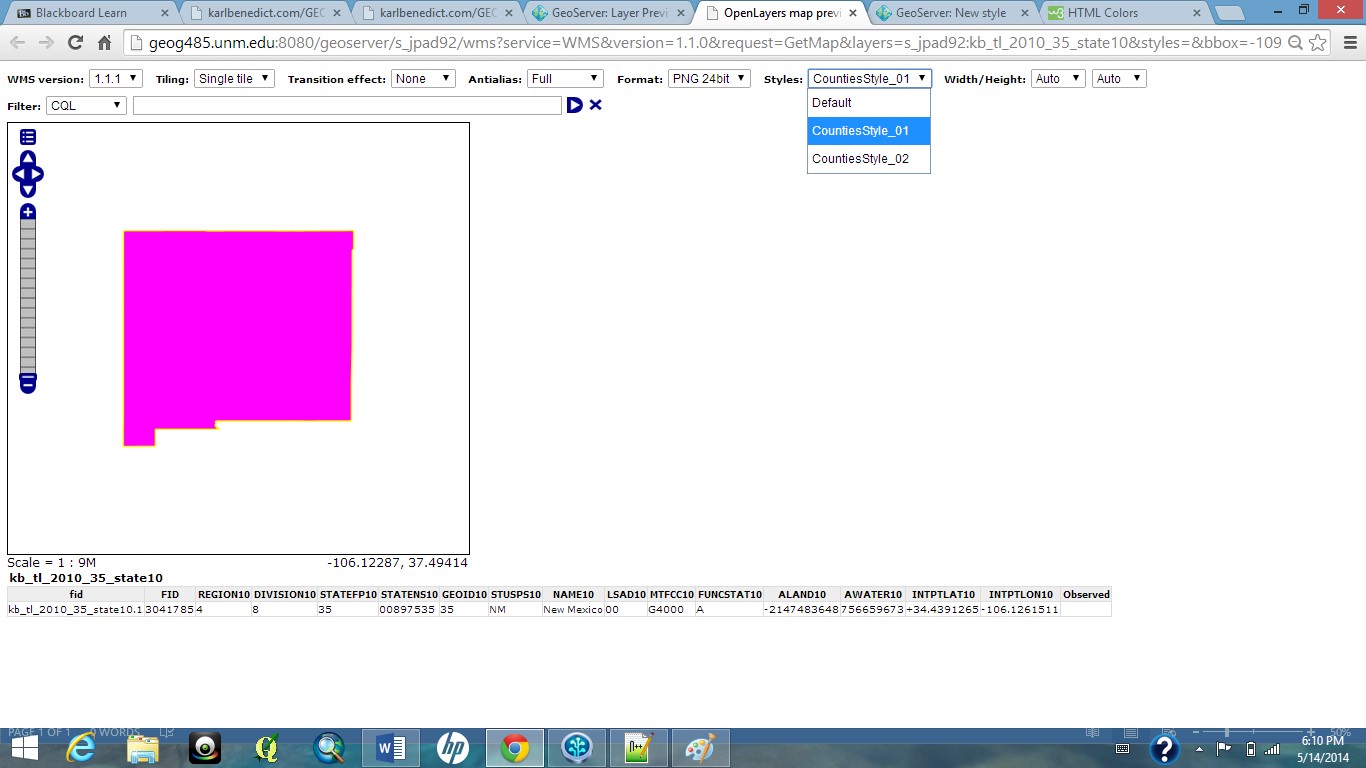 Blackboard Learn
karlbenedict.com/GEO
karlbenedict.com/GEO
GeoServer: Layer Previ
OpenLayers map previ
GeoServer: New style
HTML Colors
geog485.unm.edu:8080/geoserver/s_jpad92/wms?service=WMS&version=1.1.0&request=GetMap&layers=s_jpad92:kb_tl_2010_35_state10&styles=&bbox=-109
WMS version: 1.1.1 Tiling: Single tile Transition effect: None Antialias: Full Format: PNG 24bit Styles: CountiesStyle_01 Width/Height: Auto Auto
Default
CountiesStyle_01
CountiesStyle_02
Filter: CQL
Scale = 1 : 9M -106.12287, 37.49414
kb_tl_2010_35_state10
fid FID REGION10 DIVISION10 STATEFP10 STATENS10 GEOID10 STUSPS10 NAME10 LSAD10 MTFCC10 FUNCSTAT10 ALAND10 AWATER10 INTPTLAT10 INTPTLON10 Observed
kb_tl_2010_35_state10.1 30417854 8 35 00897535 35 NM New Mexico 00 G4000 A -2147483648 756659673 +34.4391265 -106.1261511
PAGE 1 OF 1 0 WORDS
50%
6:10 PM
5/14/2014